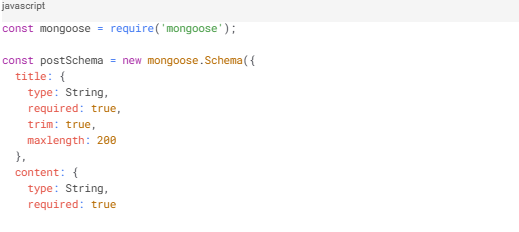 javascript
const mongoose = require('mongoose');
const postSchema = new mongoose.Schema({
  title: {
    type: String,
    required: true,
    trim: true,
    maxlength: 200
  },
  content: {
    type: String,
    required: true